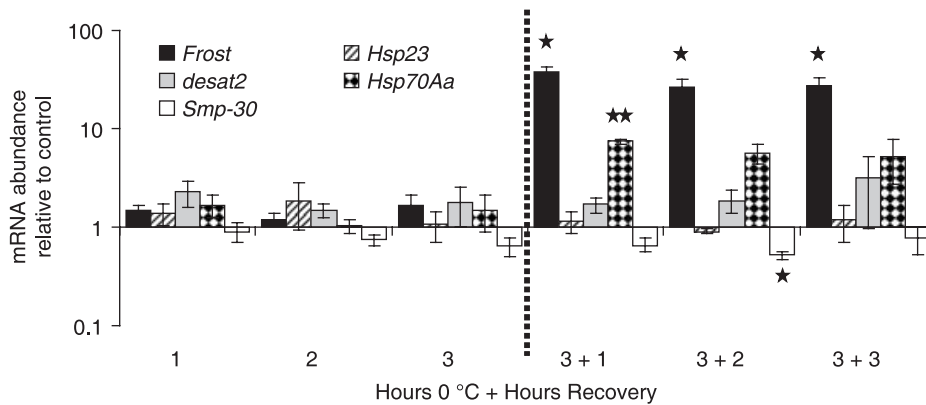 100
10
1
0.1
mRNA abundance
relative to control
Frost
desat2
Smp-30
Hsp23
Hsp70Aa
1 2 3 3 + 1 3 + 2 3 + 3
Hours 0 °C + Hours Recovery